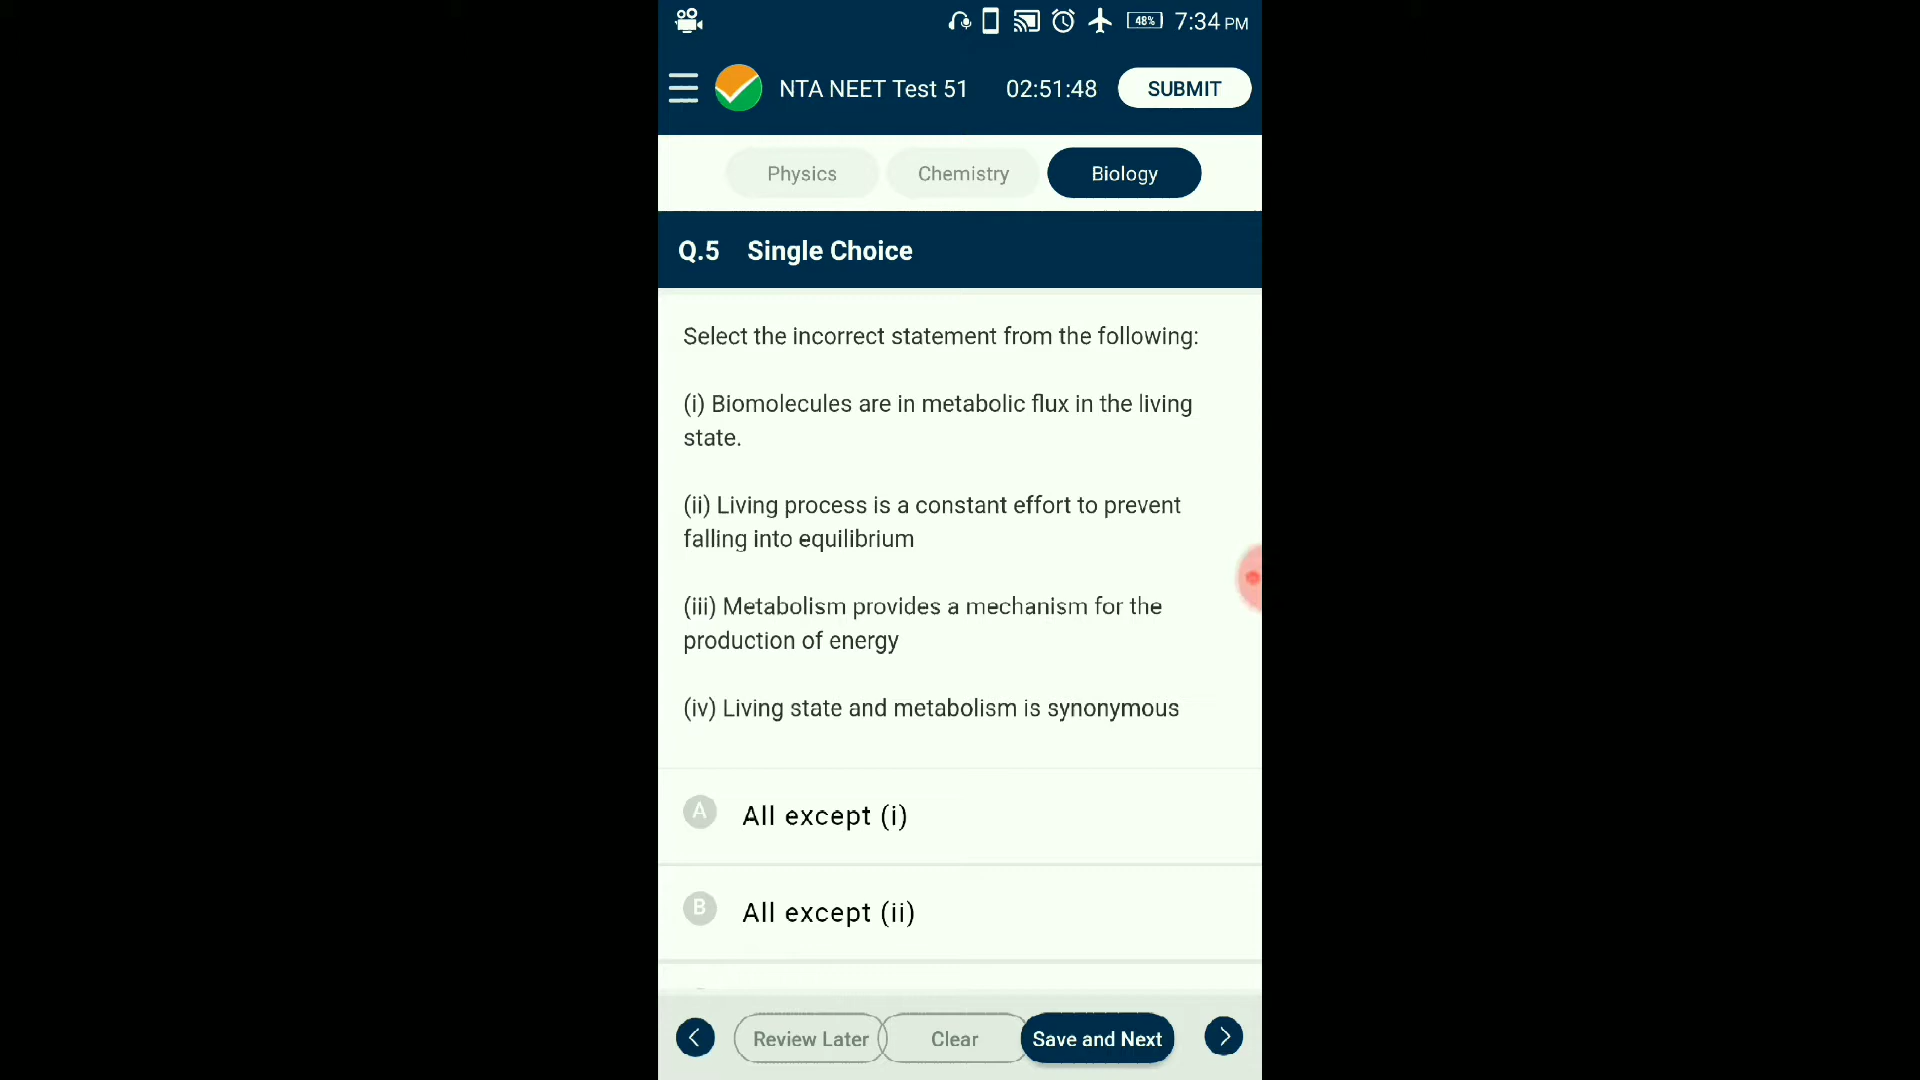 48% 7:34 PM
NTA NEET Test 51 02:51:48 SUBMIT
Physics Chemistry Biology
Q.5 Single Choice
Select the incorrect statement from the following:
(i) Biomolecules are in metabolic flux in the living
state.
(ii) Living process is a constant effort to prevent
falling into equilibrium
(iii) Metabolism provides a mechanism for the
production of energy
(iv) Living state and metabolism is synonymous
A All except (i)
B All except (ii)
Review Later Clear Save and Next